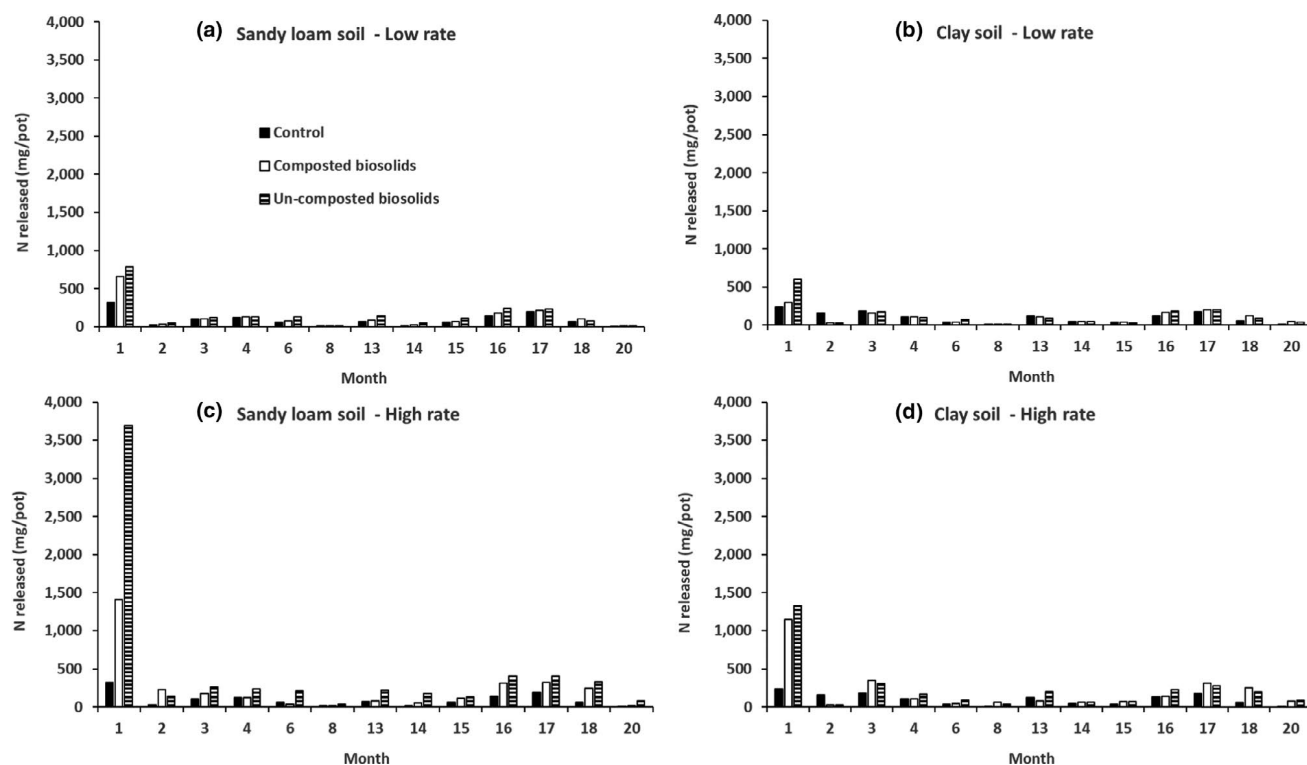 (a) Sandy loam soil - Low rate
N released (mg/pot)
4,000
3,500
3,000
2,500
2,000
1,500
1,000
500
0
Control
Composted biosolids
Un-composted biosolids
1 2 3 4 6 8 13 14 15 16 17 18 20
Month
(b) Clay soil - Low rate
N released (mg/pot)
4,000
3,500
3,000
2,500
2,000
1,500
1,000
500
0
1 2 3 4 6 8 13 14 15 16 17 18 20
Month
(c) Sandy loam soil - High rate
N released (mg/pot)
4,000
3,500
3,000
2,500
2,000
1,500
1,000
500
0
1 2 3 4 6 8 13 14 15 16 17 18 20
Month
(d) Clay soil - High rate
N released (mg/pot)
4,000
3,500
3,000
2,500
2,000
1,500
1,000
500
0
1 2 3 4 6 8 13 14 15 16 17 18 20
Month